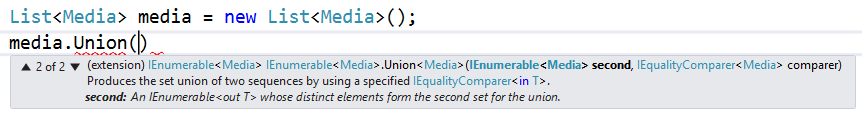 List<Media> media = new List<Media>();
media.Union()
▲ 2 of 2 ▼ (extension) IEnumerable<Media> IEnumerable<Media>.Union<Media>(IEnumerable<Media> second, IEqualityComparer<Media> comparer)
Produces the set union of two sequences by using a specified IEqualityComparer<in T>.
second: An IEnumerable<out T> whose distinct elements form the second set for the union.